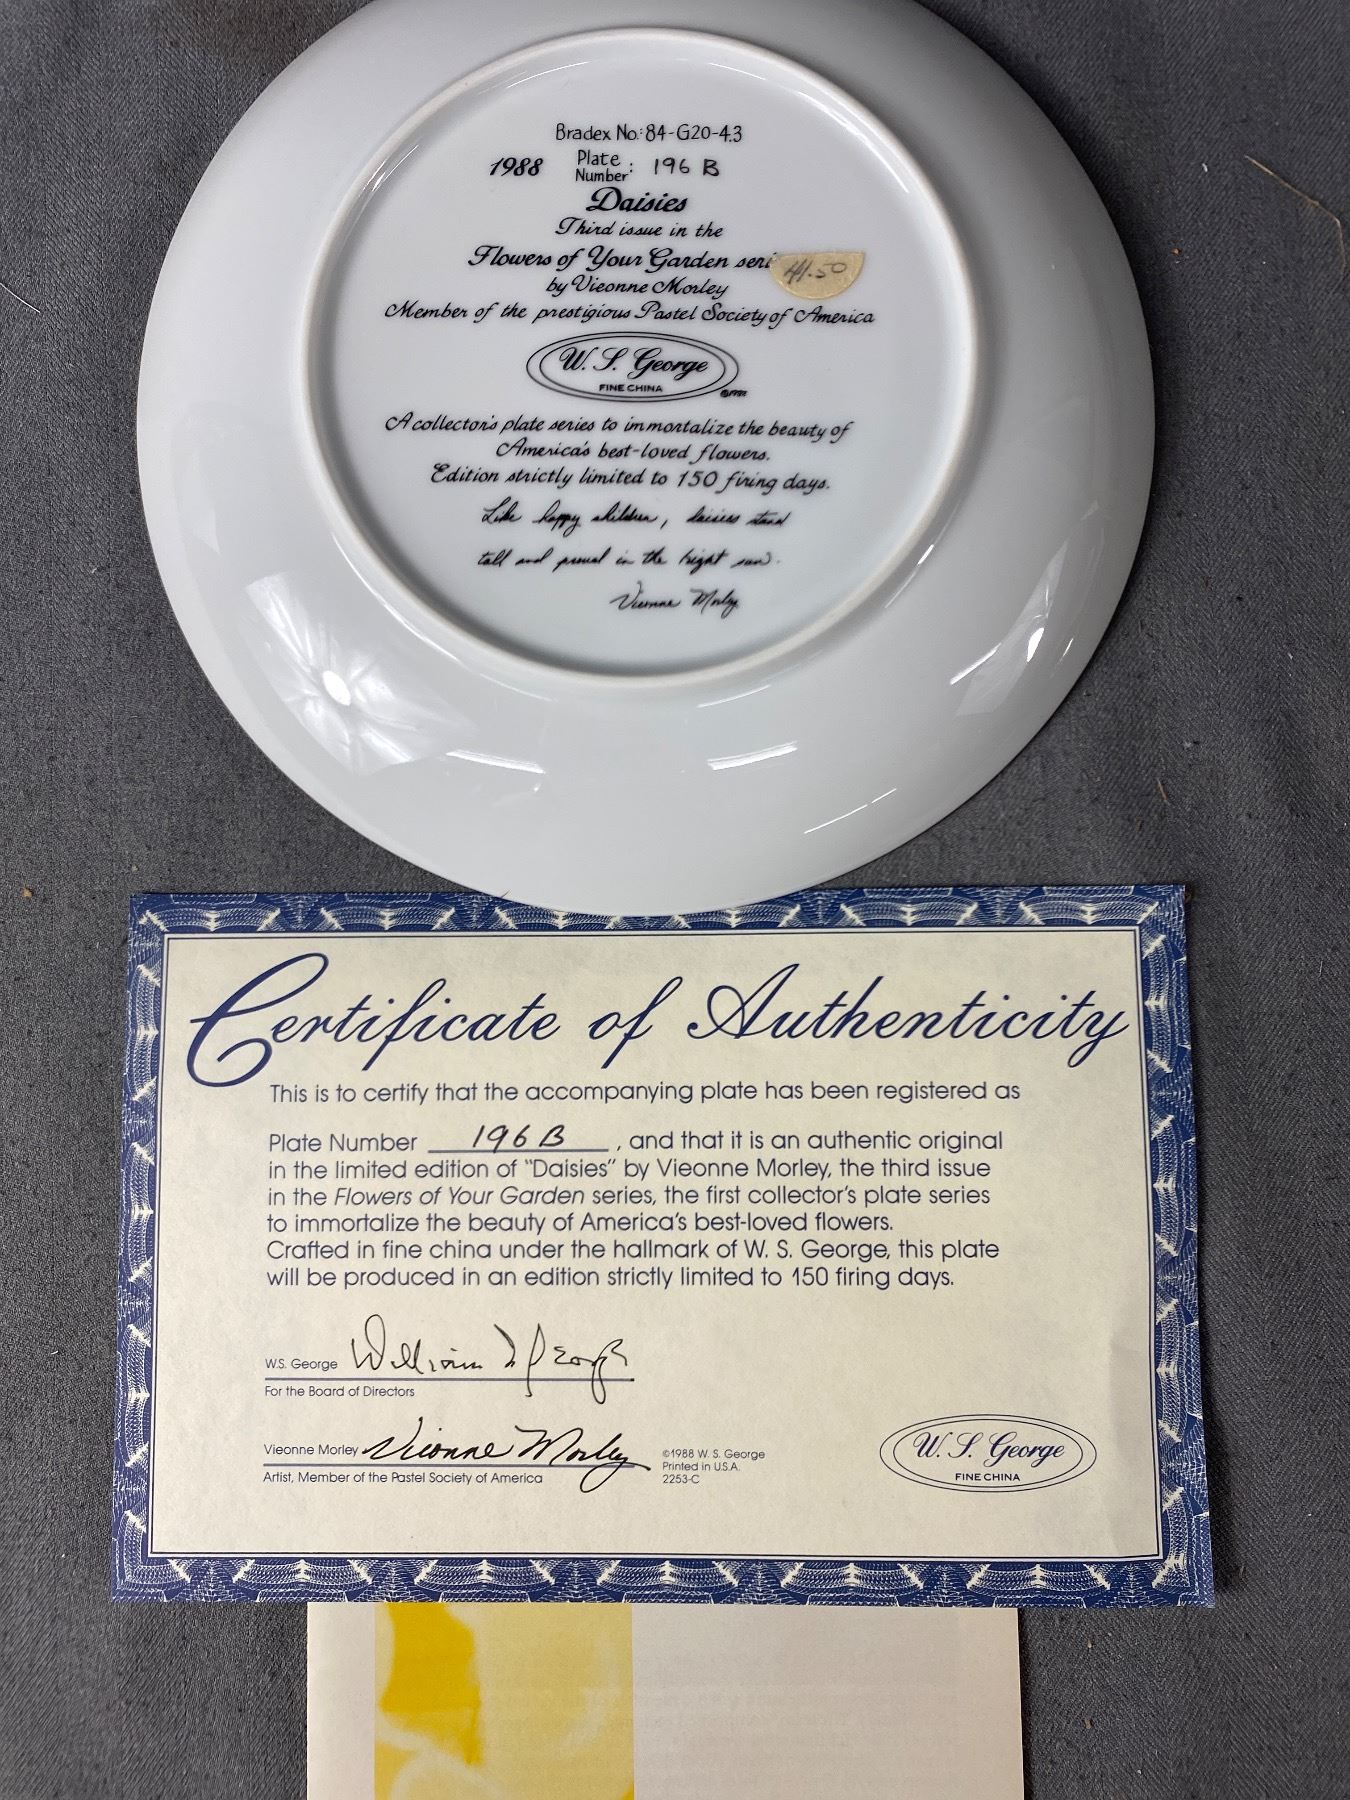 Bradex No.: 84-G20-4.3
1988 Plate Number: 196 B
Daisies
Third issue in the
Flowers of Your Garden seri
41.50
by Vieonne Morley
Member of the prestigious Pastel Society of America
W. S. George
FINE CHINA
A collector's plate series to immortalize the beauty of
America's best-loved flowers.
Edition strictly limited to 150 firing days.
Like happy children, daisies stand
tall and proud in the bright sun.
Vieonne Morley
Certificate of Authenticity
This is to certify that the accompanying plate has been registered as
Plate Number 196 B , and that it is an authentic original
in the limited edition of "Daisies" by Vieonne Morley, the third issue
in the Flowers of Your Garden series, the first collector's plate series
to immortalize the beauty of America's best-loved flowers.
Crafted in fine china under the hallmark of W. S. George, this plate
will be produced in an edition strictly limited to 150 firing days.
W.S. George William S George
For the Board of Directors
Vieonne Morley Vieonne Morley
Artist, Member of the Pastel Society of America
©1988 W. S. George
Printed in U.S.A.
2253-C
W. S. George
FINE CHINA